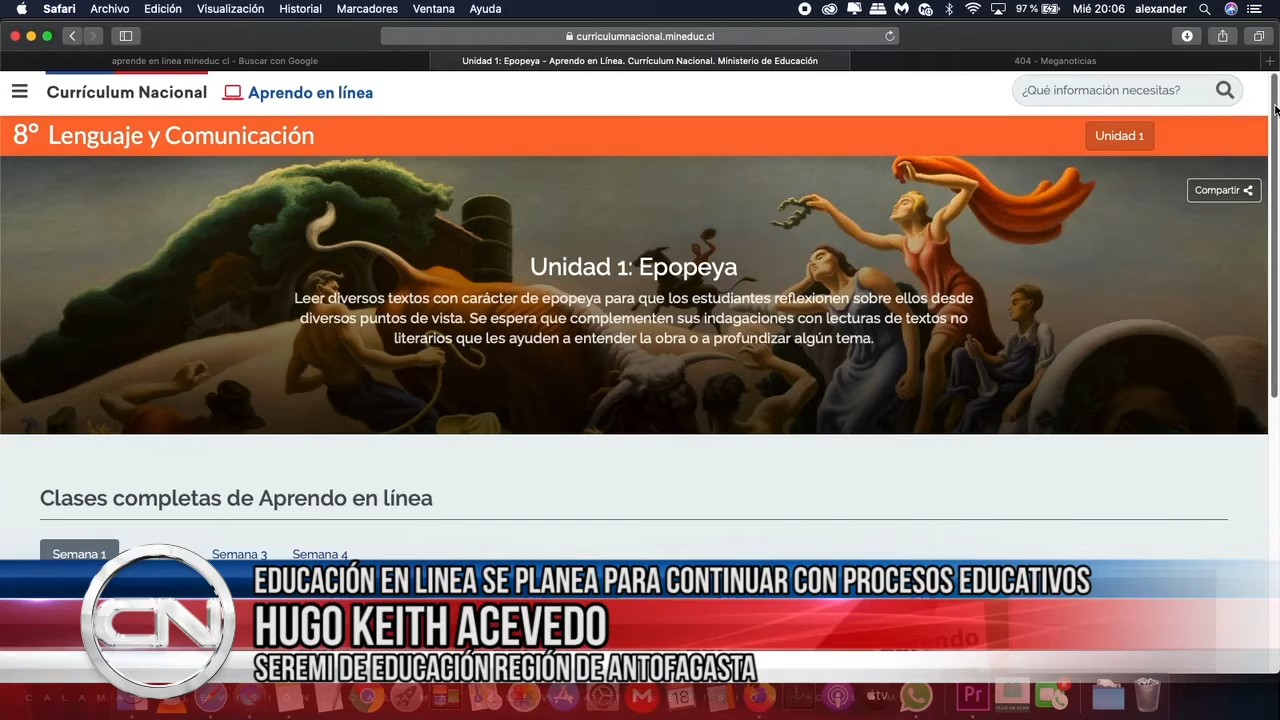 Safari Archivo Edición Visualización Historial Marcadores Ventana Ayuda 97 % Mié 20:06 alexander
curriculumnacional.mineduc.cl
aprende en linea mineduc cl - Buscar con Google
Unidad 1: Epopeya - Aprendo en Línea. Currículum Nacional. Ministerio de Educación
404 - Meganoticias
Currículum Nacional Aprendo en línea ¿Qué información necesitas?
8° Lenguaje y Comunicación Unidad 1
Compartir
Unidad 1: Epopeya
Leer diversos textos con carácter de epopeya para que los estudiantes reflexionen sobre ellos desde
diversos puntos de vista. Se espera que complementen sus indagaciones con lecturas de textos no
literarios que les ayuden a entender la obra o a profundizar algún tema.
Clases completas de Aprendo en línea
Semana 1 Semana 3 Semana 4
EDUCACIÓN EN LINEA SE PLANEA PARA CONTINUAR CON PROCESOS EDUCATIVOS
CN
HUGO KEITH ACEVEDO
SEREMI DE EDUCACIÓN REGIÓN DE ANTOFAGASTA
18
tv
Pr